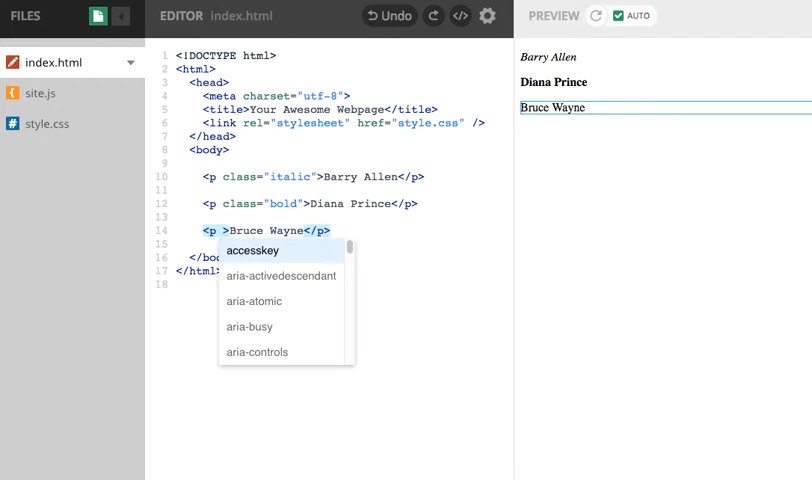 FILES
index.html
site.js
style.css
EDITOR index.html
Undo
</>
1 <!DOCTYPE html>
2 <html>
3 <head>
4 <meta charset="utf-8">
5 <title>Your Awesome Webpage</title>
6 <link rel="stylesheet" href="style.css" />
7 </head>
8 <body>
9
10 <p class="italic">Barry Allen</p>
11
12 <p class="bold">Diana Prince</p>
13
14 <p >Bruce Wayne</p>
15
16 </bo
17 </html
18
accesskey
aria-activedescendant
aria-atomic
aria-busy
aria-controls
PREVIEW
AUTO
Barry Allen
Diana Prince
Bruce Wayne